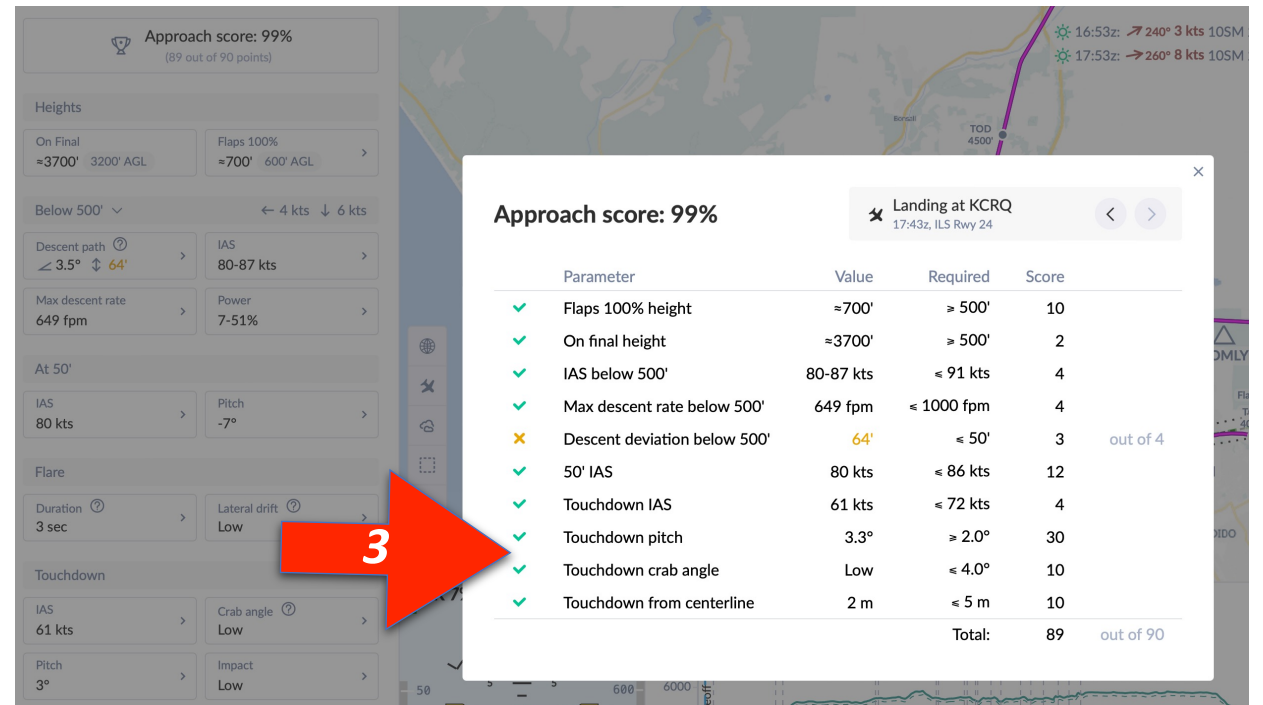 Approach score: 99%
(89 out of 90 points)
Heights
On Final
≈3700' 3200' AGL
Flaps 100%
≈700' 600' AGL
Below 500' ← 4 kts ↓ 6 kts
Descent path
3.5° 64'
IAS
80-87 kts
Max descent rate
649 fpm
Power
7-51%
At 50'
IAS
80 kts
Pitch
-7°
Flare
Duration
3 sec
Lateral drift
Low
Touchdown
IAS
61 kts
Crab angle
Low
Pitch
3°
Impact
Low
3
16:53z: 240° 3 kts 10SM
17:53z: 260° 8 kts 10SM
Bonsall
TOD
4500'
Approach score: 99%
Landing at KCRQ
17:43z, ILS Rwy 24
Parameter Value Required Score
Flaps 100% height ≈700' ≥ 500' 10
On final height ≈3700' ≥ 500' 2
IAS below 500' 80-87 kts ≤ 91 kts 4
Max descent rate below 500' 649 fpm ≤ 1000 fpm 4
Descent deviation below 500' 64' ≤ 50' 3 out of 4
50' IAS 80 kts ≤ 86 kts 12
Touchdown IAS 61 kts ≤ 72 kts 4
Touchdown pitch 3.3° ≥ 2.0° 30
Touchdown crab angle Low ≤ 4.0° 10
Touchdown from centerline 2 m ≤ 5 m 10
Total: 89 out of 90
OMLY
DIDO
50
5 5
600
6000
eoff